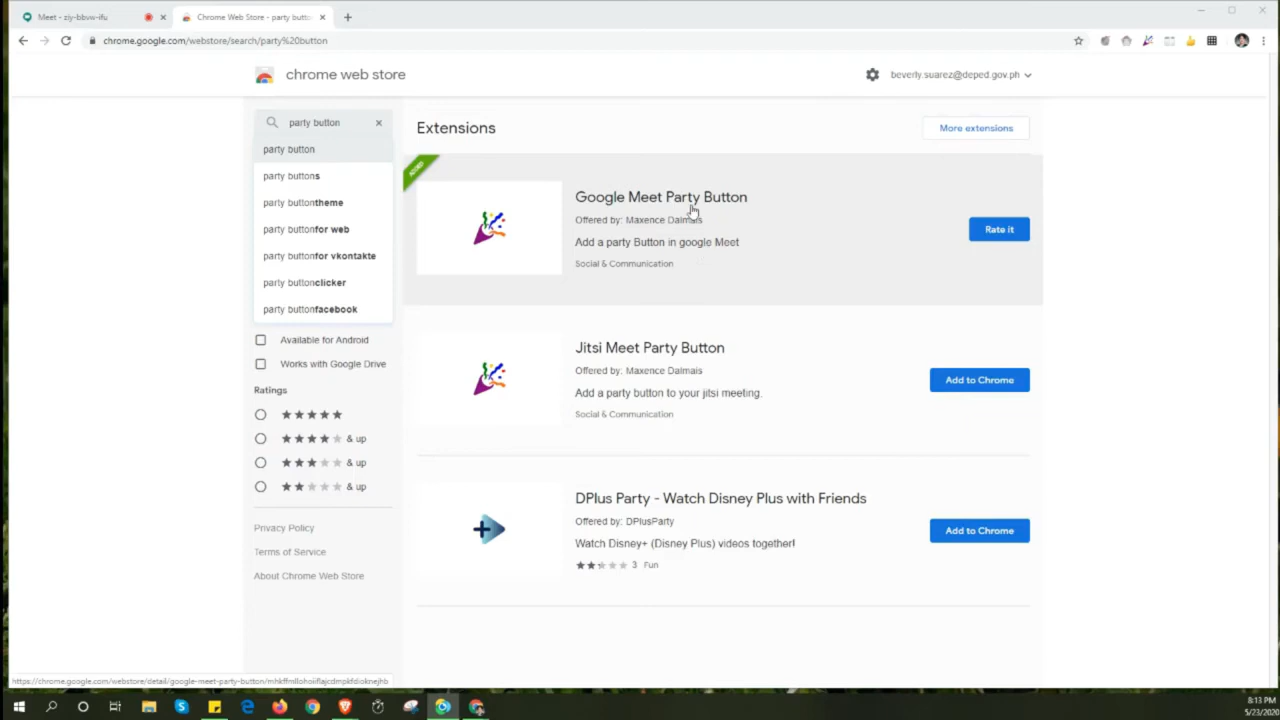 Meet - ziy-bbvw-ifu
Chrome Web Store - party butto
chrome.google.com/webstore/search/party%20button
chrome web store
beverly.suarez@deped.gov.ph
party button
Extensions
More extensions
party button
party buttons
party buttontheme
party buttonfor web
party buttonfor vkontakte
party buttonclicker
party buttonfacebook
Available for Android
Works with Google Drive
Ratings
& up
& up
& up
Privacy Policy
Terms of Service
About Chrome Web Store
ADDED
Google Meet Party Button
Offered by: Maxence Dalmais
Add a party Button in google Meet
Social & Communication
Rate it
Jitsi Meet Party Button
Offered by: Maxence Dalmais
Add a party button to your jitsi meeting.
Social & Communication
Add to Chrome
DPlus Party - Watch Disney Plus with Friends
Offered by: DPlusParty
Watch Disney+ (Disney Plus) videos together!
3 Fun
Add to Chrome
8:13 PM
5/23/2020